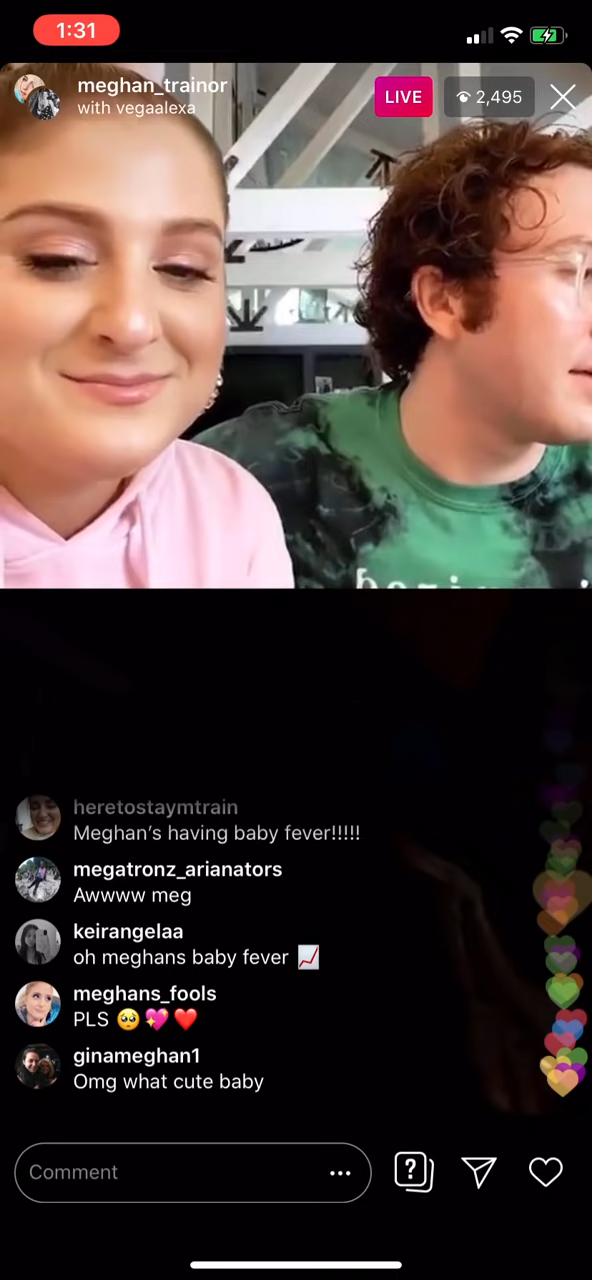 1:31
meghan_trainor
with vegaalexa
LIVE
2,495
heretostaymtrain
Meghan’s having baby fever!!!!!
megatronz_arianators
Awwww meg
keirangelaa
oh meghans baby fever 📈
meghans_fools
PLS 🥺💖❤️
ginameghan1
Omg what cute baby
Comment